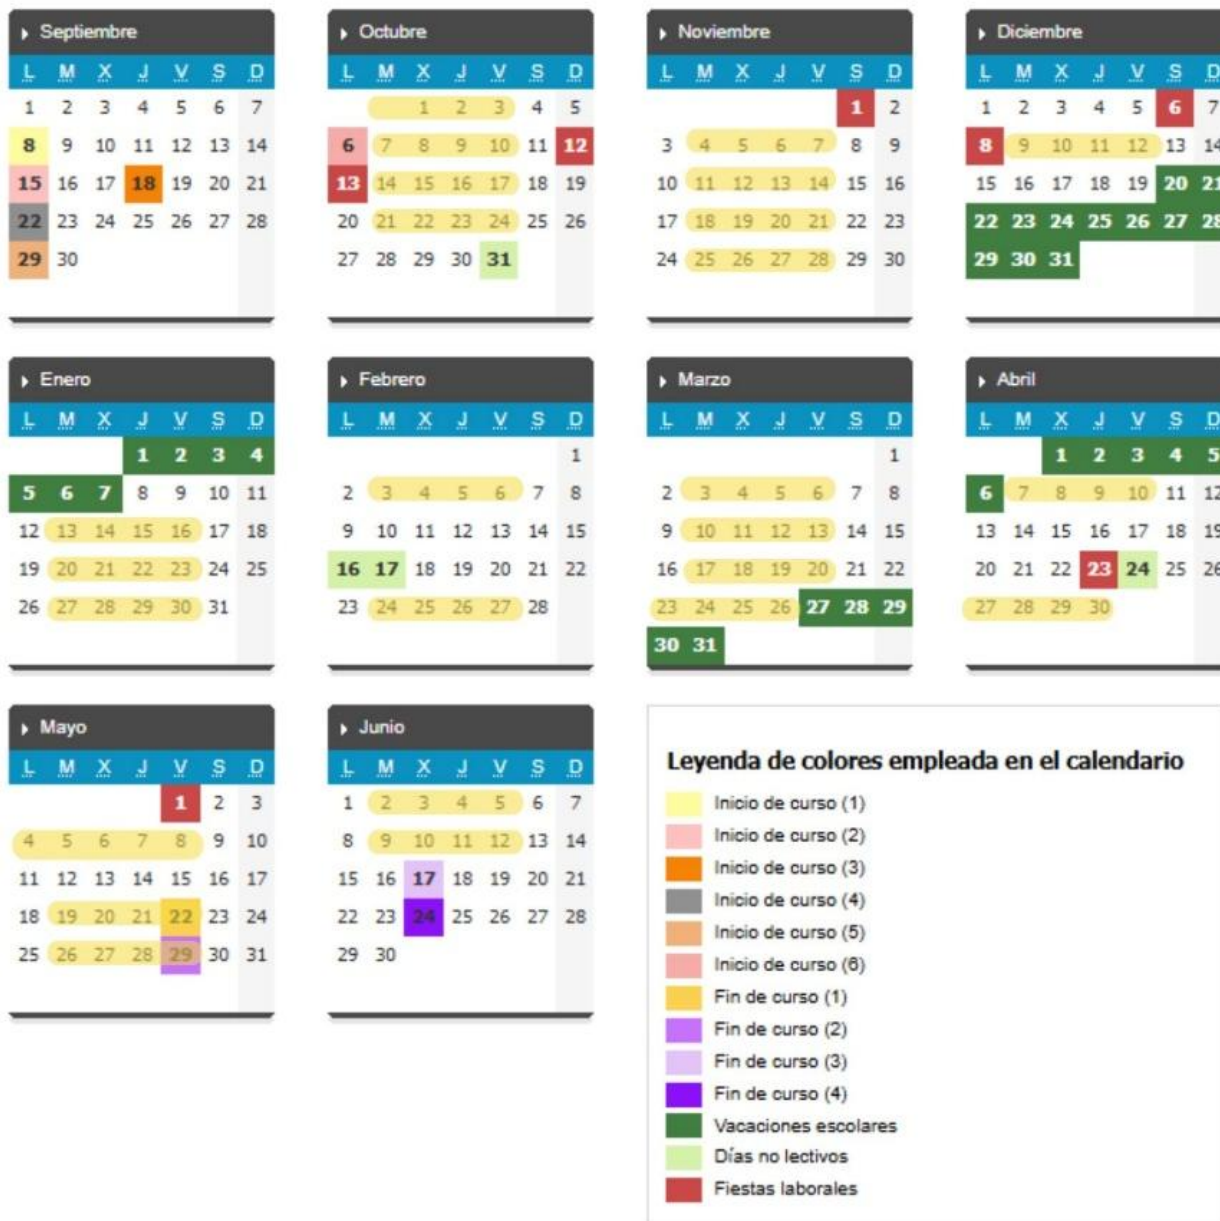 Septiembre
L M X J V S D
1 2 3 4 5 6 7
8 9 10 11 12 13 14
15 16 17 18 19 20 21
22 23 24 25 26 27 28
29 30
Octubre
L M X J V S D
1 2 3 4 5
6 7 8 9 10 11 12
13 14 15 16 17 18 19
20 21 22 23 24 25 26
27 28 29 30 31
Noviembre
L M X J V S D
1 2
3 4 5 6 7 8 9
10 11 12 13 14 15 16
17 18 19 20 21 22 23
24 25 26 27 28 29 30
Diciembre
L M X J V S D
1 2 3 4 5 6 7
8 9 10 11 12 13 14
15 16 17 18 19 20 21
22 23 24 25 26 27 28
29 30 31
Enero
L M X J V S D
1 2 3 4
5 6 7 8 9 10 11
12 13 14 15 16 17 18
19 20 21 22 23 24 25
26 27 28 29 30 31
Febrero
L M X J V S D
1
2 3 4 5 6 7 8
9 10 11 12 13 14 15
16 17 18 19 20 21 22
23 24 25 26 27 28
Marzo
L M X J V S D
1
2 3 4 5 6 7 8
9 10 11 12 13 14 15
16 17 18 19 20 21 22
23 24 25 26 27 28 29
30 31
Abril
L M X J V S D
1 2 3 4 5
6 7 8 9 10 11 12
13 14 15 16 17 18 19
20 21 22 23 24 25 26
27 28 29 30
Mayo
L M X J V S D
1 2 3
4 5 6 7 8 9 10
11 12 13 14 15 16 17
18 19 20 21 22 23 24
25 26 27 28 29 30 31
Junio
L M X J V S D
1 2 3 4 5 6 7
8 9 10 11 12 13 14
15 16 17 18 19 20 21
22 23 24 25 26 27 28
29 30
Leyenda de colores empleada en el calendario
Inicio de curso (1)
Inicio de curso (2)
Inicio de curso (3)
Inicio de curso (4)
Inicio de curso (5)
Inicio de curso (6)
Fin de curso (1)
Fin de curso (2)
Fin de curso (3)
Fin de curso (4)
Vacaciones escolares
Días no lectivos
Fiestas laborales